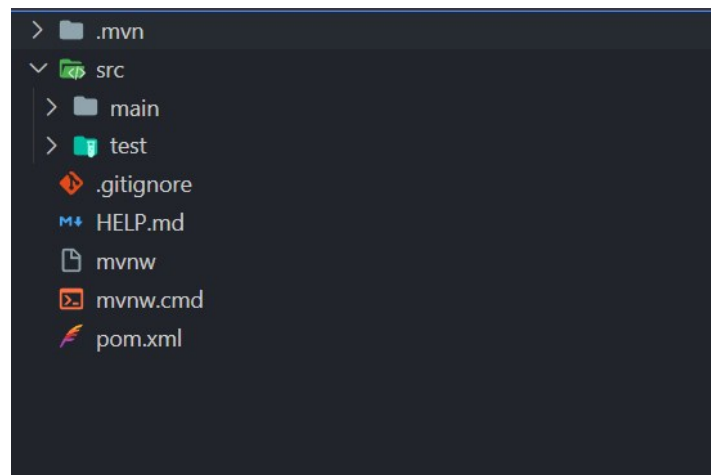 .mvn
src
main
test
.gitignore
M↓ HELP.md
mvnw
mvnw.cmd
pom.xml